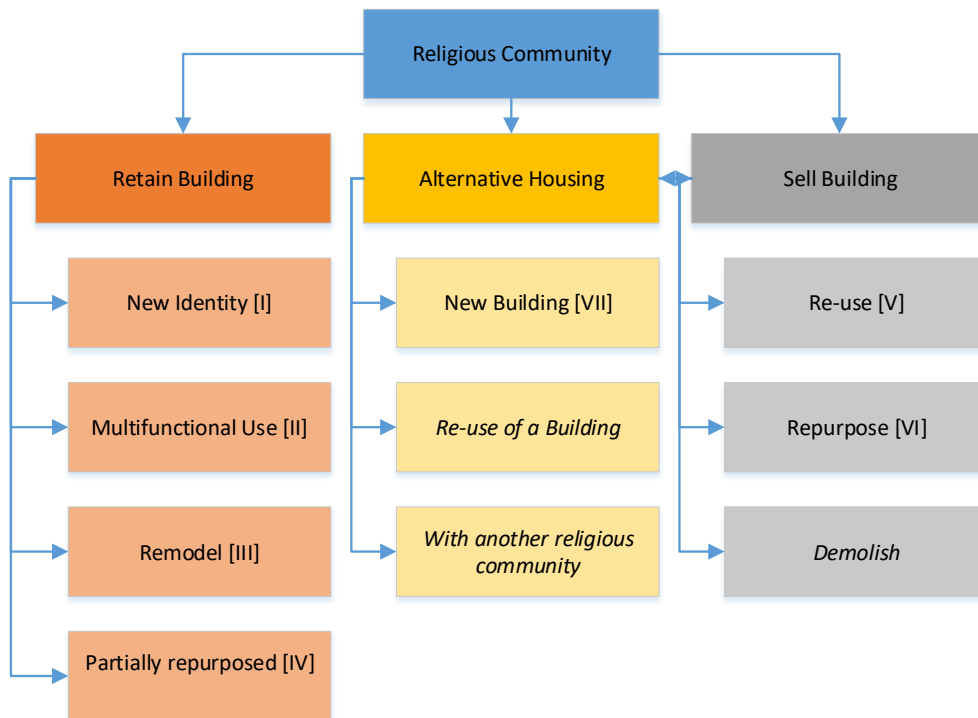 Religious Community
Retain Building
Alternative Housing
Sell Building
New Identity [I]
New Building [VII]
Re-use [V]
Multifunctional Use [II]
Re-use of a Building
Repurpose [VI]
Remodel [III]
With another religious
community
Demolish
Partially repurposed [IV]